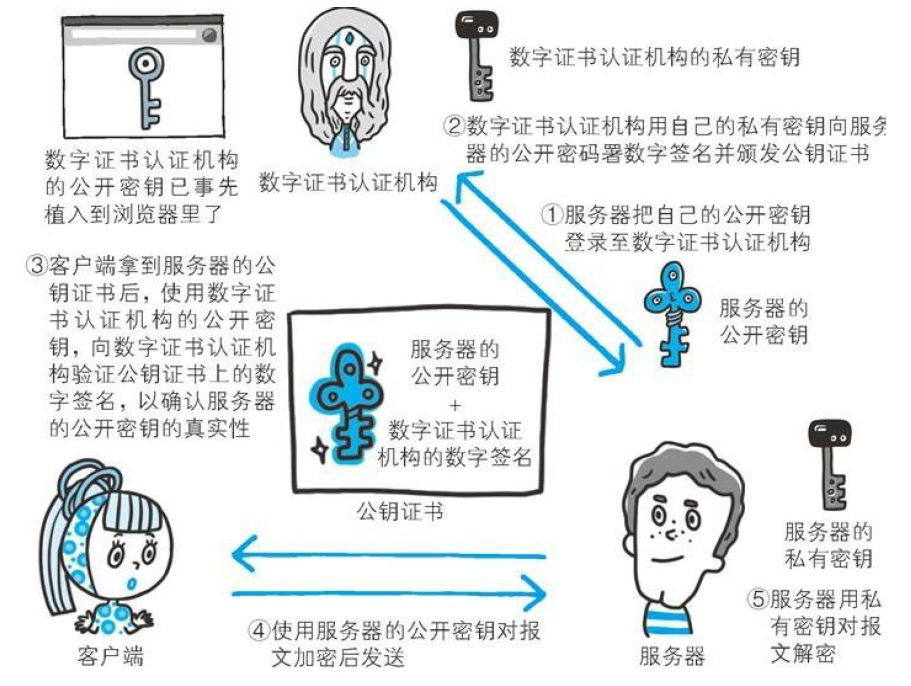 数字证书认证机构
的公开密钥已事先
植入到浏览器里了
数字证书认证机构
数字证书认证机构的私有密钥
②数字证书认证机构用自己的私有密钥向服务
器的公开密码署数字签名并颁发公钥证书
①服务器把自己的公开密钥
登录至数字证书认证机构
服务器的
公开密钥
③客户端拿到服务器的公
钥证书后，使用数字证
书认证机构的公开密
钥，向数字证书认证机
构验证公钥证书上的数
字签名，以确认服务器
的公开密钥的真实性
服务器的
公开密钥
+
数字证书认证
机构的数字签名
公钥证书
服务器的
私有密钥
④使用服务器的公开密钥对报
文加密后发送
⑤服务器用私
有密钥对报
文解密
客户端
服务器